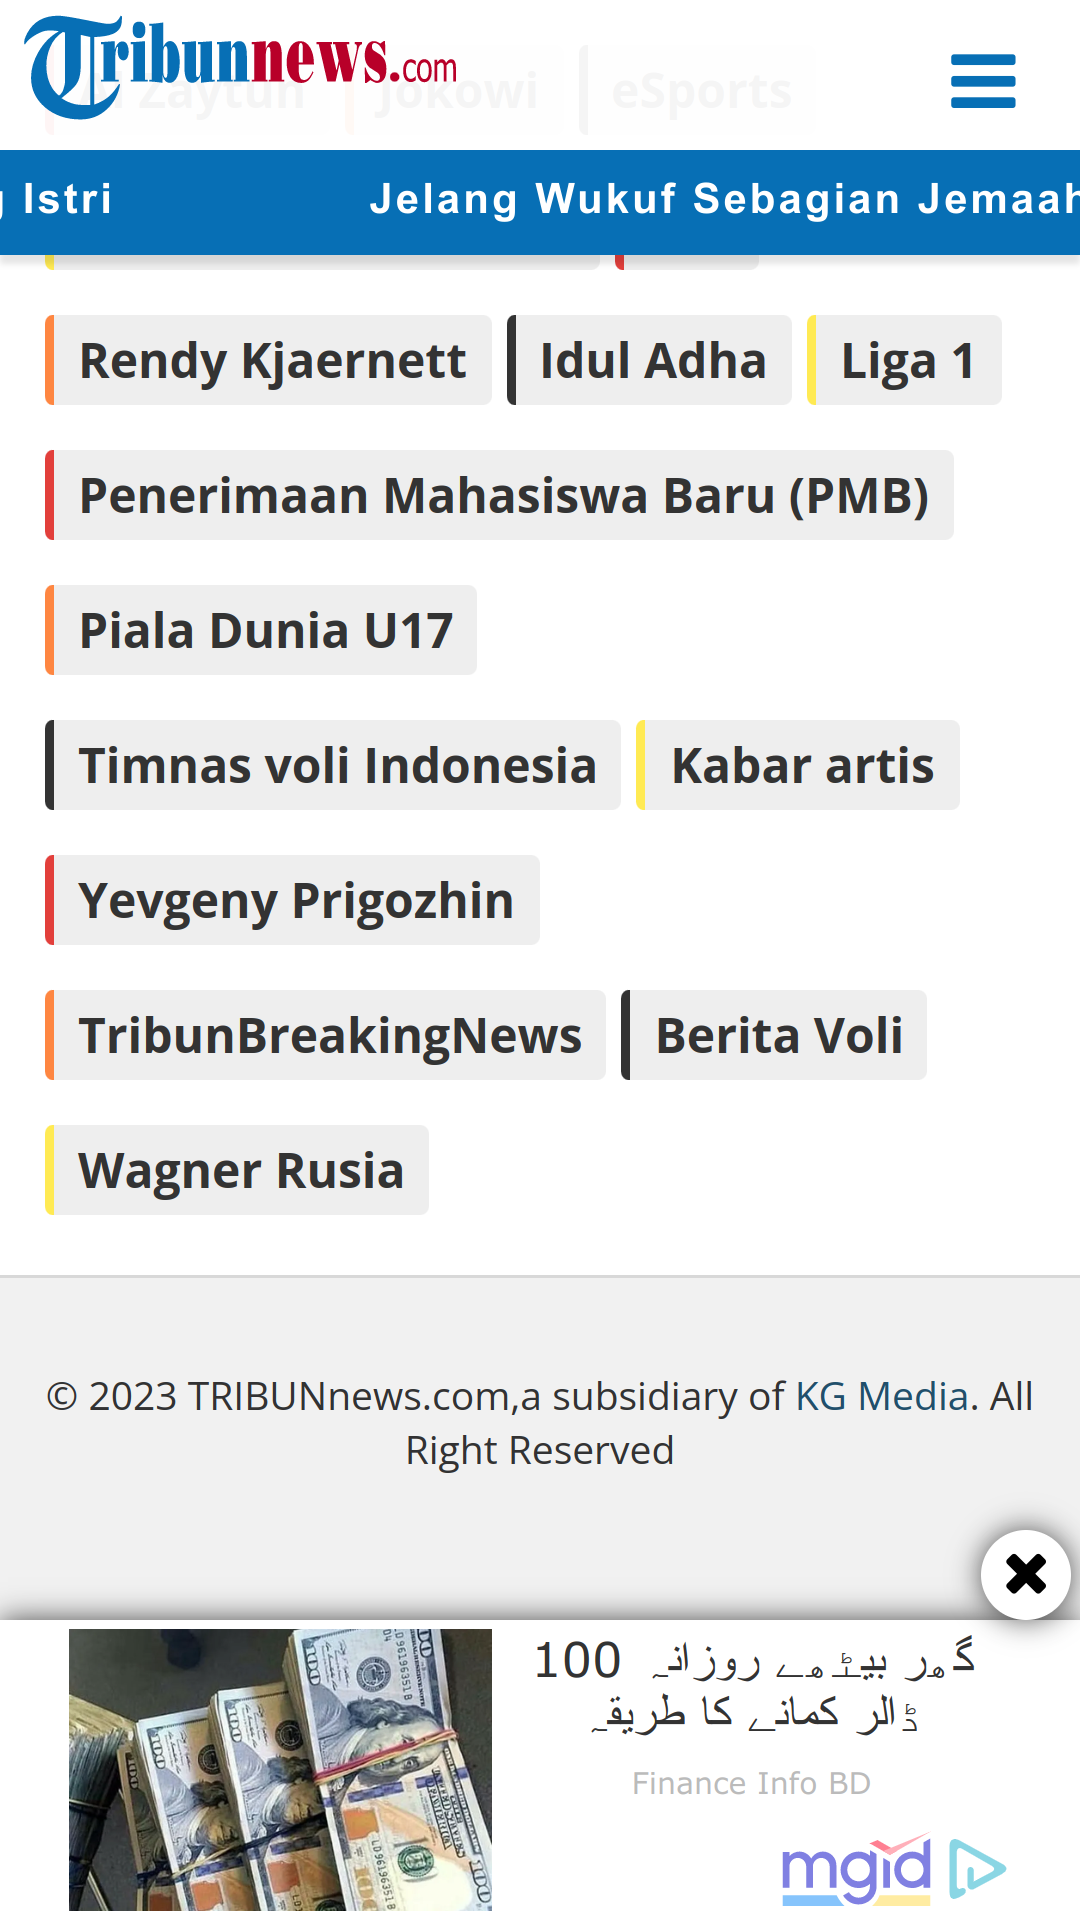 Tribunnews.com
Zaytun Jokowi eSports
Istri Jelang Wukuf Sebagian Jemaah
Rendy Kjaernett Idul Adha Liga 1
Penerimaan Mahasiswa Baru (PMB)
Piala Dunia U17
Timnas voli Indonesia Kabar artis
Yevgeny Prigozhin
TribunBreakingNews Berita Voli
Wagner Rusia
© 2023 TRIBUNnews.com,a subsidiary of KG Media. All
Right Reserved
گھر بیٹھے روزانہ 100
ڈالر کمانے کا طریقہ
Finance Info BD
mgid